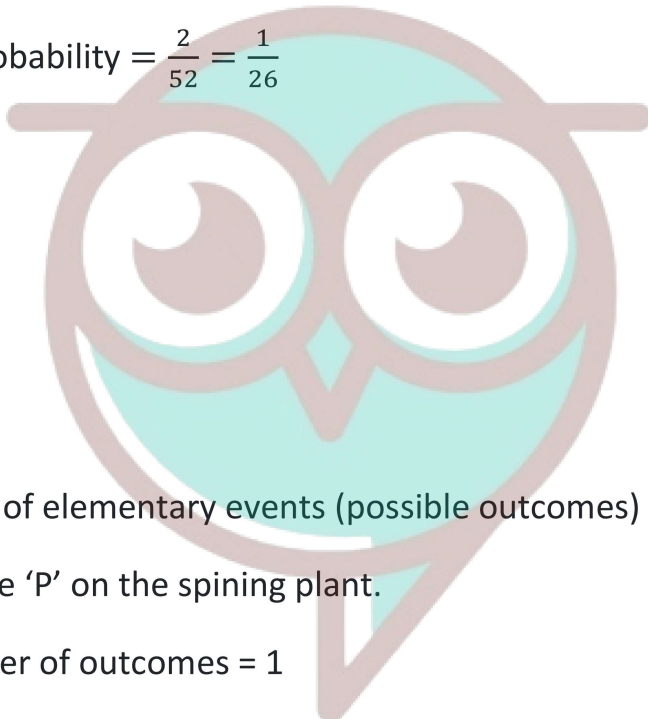 obability = 2/52 = 1/26
of elementary events (possible outcomes)
e ‘P’ on the spining plant.
er of outcomes = 1